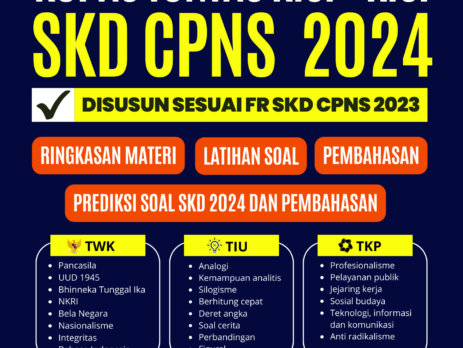 SKD CPNS 2024
DISUSUN SESUAI FR SKD CPNS 2023
RINGKASAN MATERI
LATIHAN SOAL
PEMBAHASAN
PREDIKSI SOAL SKD 2024 DAN PEMBAHASAN
TWK
Pancasila
UUD 1945
Bhinneka Tunggal Ika
NKRI
Bela Negara
Nasionalisme
Integritas
TIU
Analogi
Kemampuan analitis
Silogisme
Berhitung cepat
Deret angka
Soal cerita
Perbandingan
TKP
Profesionalisme
Pelayanan publik
Jejaring kerja
Sosial budaya
Teknologi, informasi
dan komunikasi
Anti radikalisme